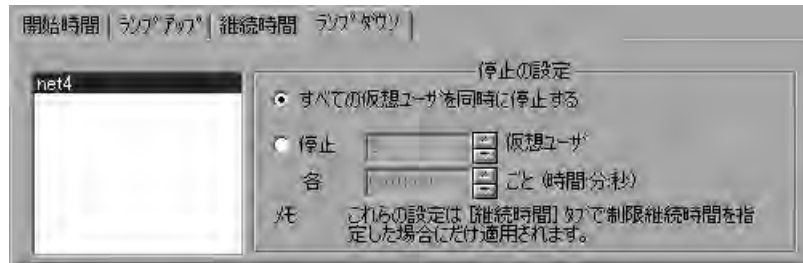 開始時間 ﾗﾝﾌﾟｱｯﾌﾟ 継続時間 ﾗﾝﾌﾟﾀﾞｳﾝ
net4
停止の設定
すべての仮想ﾕｰｻﾞを同時に停止する
停止 仮想ﾕｰｻﾞ
各 ごと (時間:分:秒)
ﾒﾓ これらの設定は [継続時間] ﾀﾌﾞで制限継続時間を指
定した場合にだけ適用されます。